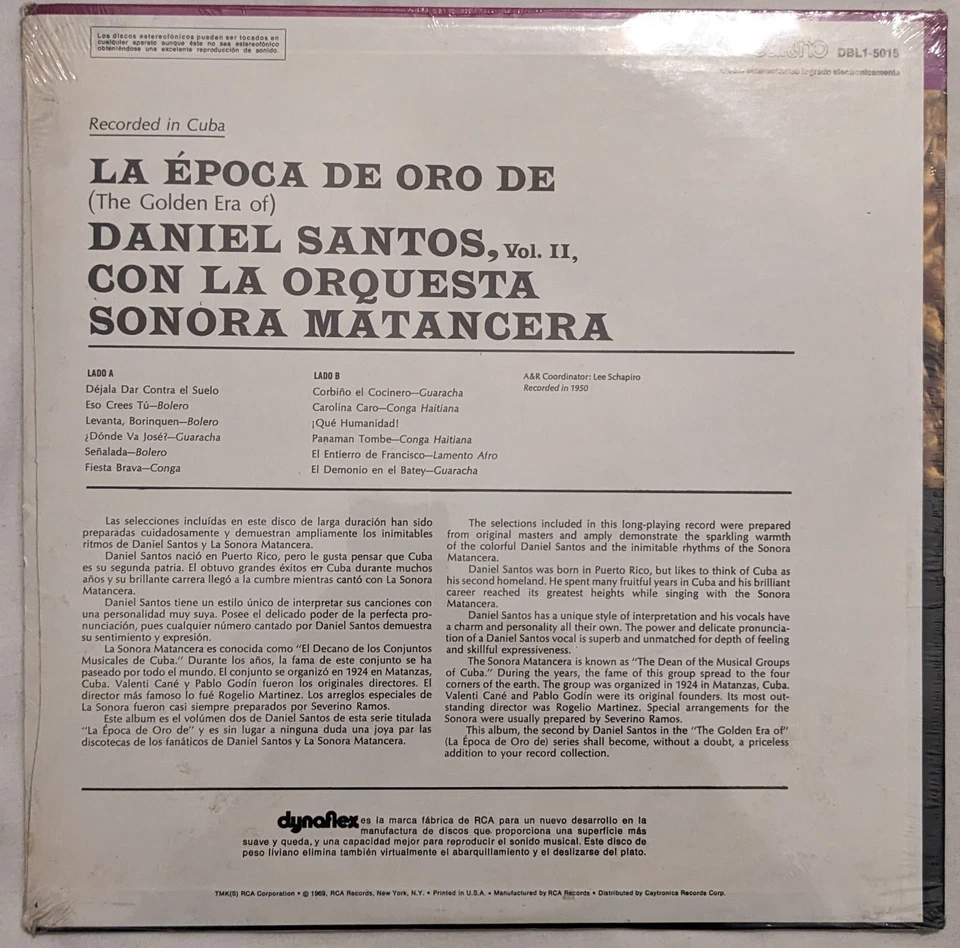 Los discos estereofónicos pueden ser tocados en
cualquier aparato aunque éste no sea estereofónico
obteniéndose una excelente reproducción de sonido.
DBL1-5015
logrado electronicamente
Recorded in Cuba
LA ÉPOCA DE ORO DE
(The Golden Era of)
DANIEL SANTOS, Vol. II,
CON LA ORQUESTA
SONORA MATANCERA
LADO A
Déjala Dar Contra el Suelo
Eso Crees Tú—Bolero
Levanta, Borinquen—Bolero
¿Dónde Va José?—Guaracha
Señalada—Bolero
Fiesta Brava—Conga
LADO B
Corbiño el Cocinero—Guaracha
Carolina Caro—Conga Haitiana
¡Qué Humanidad!
Panaman Tombe—Conga Haitiana
El Entierro de Francisco—Lamento Afro
El Demonio en el Batey—Guaracha
A&R Coordinator: Lee Schapiro
Recorded in 1950
Las selecciones incluídas en este disco de larga duración han sido
preparadas cuidadosamente y demuestran ampliamente los inimitables
ritmos de Daniel Santos y La Sonora Matancera.
Daniel Santos nació en Puerto Rico, pero le gusta pensar que Cuba
es su segunda patria. El obtuvo grandes éxitos en Cuba durante muchos
años y su brillante carrera llegó a la cumbre mientras cantó con La Sonora
Matancera.
Daniel Santos tiene un estilo único de interpretar sus canciones con
una personalidad muy suya. Posee el delicado poder de la perfecta pro-
nunciación, pues cualquier número cantado por Daniel Santos demuestra
su sentimiento y expresión.
La Sonora Matancera es conocida como "El Decano de los Conjuntos
Musicales de Cuba." Durante los años, la fama de este conjunto se ha
paseado por todo el mundo. El conjunto se organizó en 1924 en Matanzas,
Cuba. Valenti Cané y Pablo Godín fueron los originales directores. El
director más famoso lo fué Rogelio Martinez. Los arreglos especiales de
La Sonora fueron casi siempre preparados por Severino Ramos.
Este album es el volúmen dos de Daniel Santos de esta serie titulada
"La Época de Oro de" y es sin lugar a ninguna duda una joya par las
discotecas de los fanáticos de Daniel Santos y La Sonora Matancera.
The selections included in this long-playing record were prepared
from original masters and amply demonstrate the sparkling warmth
of the colorful Daniel Santos and the inimitable rhythms of the Sonora
Matancera.
Daniel Santos was born in Puerto Rico, but likes to think of Cuba as
his second homeland. He spent many fruitful years in Cuba and his brilliant
career reached its greatest heights while singing with the Sonora
Matancera.
Daniel Santos has a unique style of interpretation and his vocals have
a charm and personality all their own. The power and delicate pronuncia-
tion of a Daniel Santos vocal is superb and unmatched for depth of feeling
and skillful expressiveness.
The Sonora Matancera is known as "The Dean of the Musical Groups
of Cuba." During the years, the fame of this group spread to the four
corners of the earth. The group was organized in 1924 in Matanzas, Cuba.
Valenti Cané and Pablo Godín were its original founders. Its most out-
standing director was Rogelio Martinez. Special arrangements for the
Sonora were usually prepared by Severino Ramos.
This album, the second by Daniel Santos in the "The Golden Era of"
(La Época de Oro de) series shall become, without a doubt, a priceless
addition to your record collection.
dynaflex es la marca fábrica de RCA para un nuevo desarrollo en la
manufactura de discos que proporciona una superficie más
suave y queda, y una capacidad mejor para reproducir el sonido musical. Este disco de
peso liviano elimina también virtualmente el abarquillamiento y el deslizarse del plato.
TMK(S) RCA Corporation • © 1969, RCA Records, New York, N.Y. • Printed in U.S.A. • Manufactured by RCA Records • Distributed by Caytronics Records Corp.